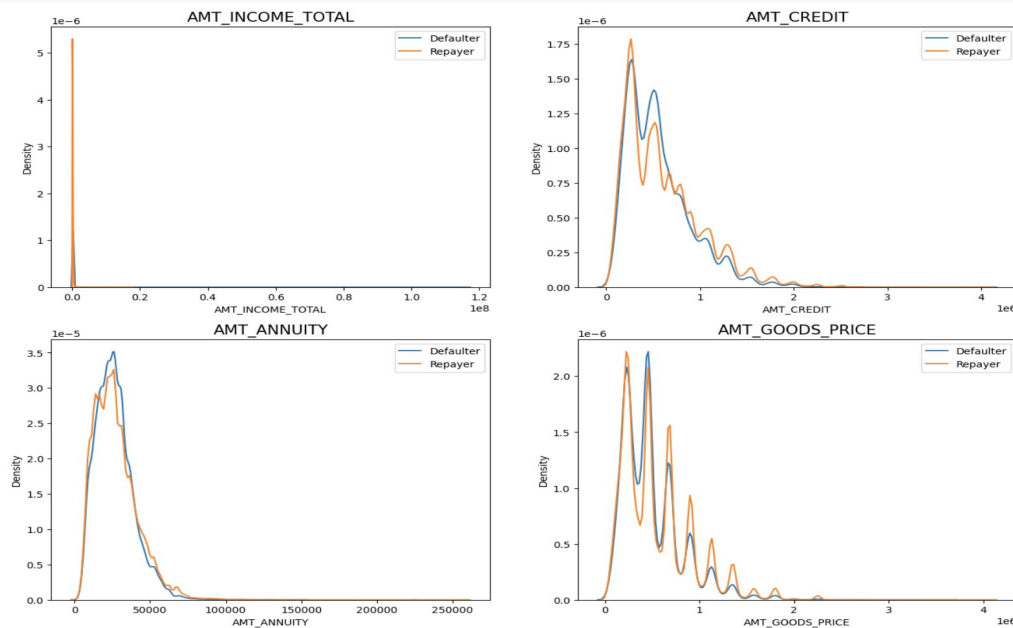 AMT_INCOME_TOTAL
1e−6
Defaulter
Repayer
5
4
3
2
1
0
Density
0.0 0.2 0.4 0.6 0.8 1.0 1.2
1e8
AMT_INCOME_TOTAL
AMT_CREDIT
1e−6
Defaulter
Repayer
1.75
1.50
1.25
1.00
0.75
0.50
0.25
0.00
Density
0 1 2 3 4
1e6
AMT_CREDIT
AMT_ANNUITY
1e−5
Defaulter
Repayer
3.5
3.0
2.5
2.0
1.5
1.0
0.5
0.0
Density
0 50000 100000 150000 200000 250000
AMT_ANNUITY
AMT_GOODS_PRICE
1e−6
Defaulter
Repayer
2.0
1.5
1.0
0.5
0.0
Density
0 1 2 3 4
1e6
AMT_GOODS_PRICE